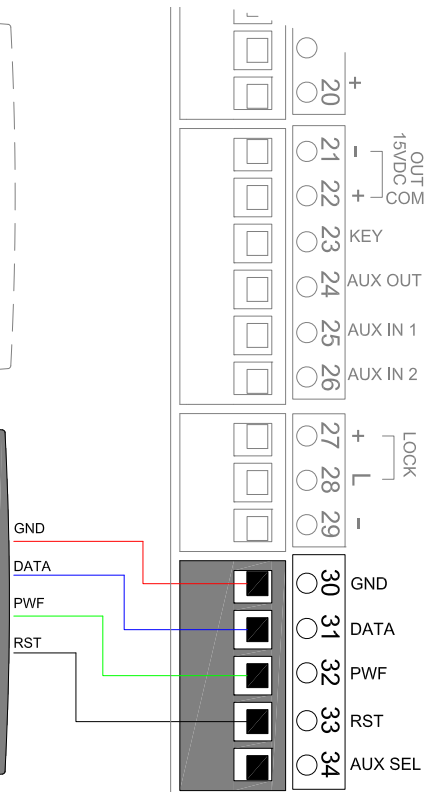 20 +
21 -
OUT
15VDC
22 + COM
23 KEY
24 AUX OUT
25 AUX IN 1
26 AUX IN 2
27 +
LOCK
28 L
29 -
GND
DATA
PWF
RST
30 GND
31 DATA
32 PWF
33 RST
34 AUX SEL